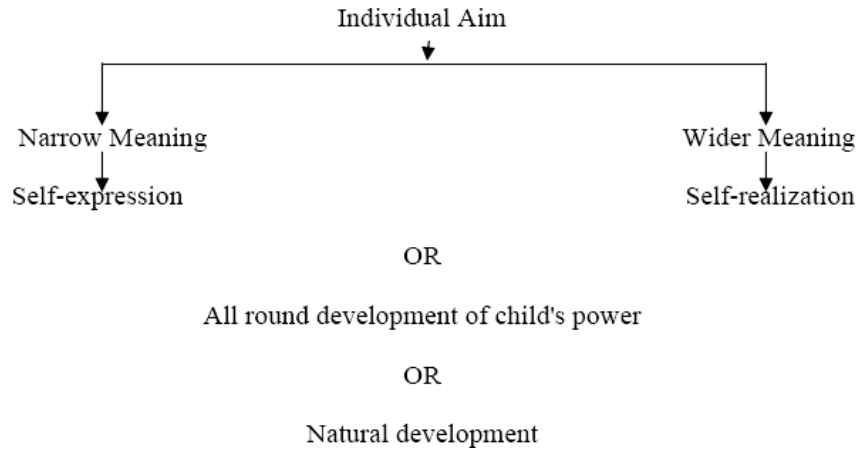 Individual Aim
Narrow Meaning Wider Meaning
Self-expression Self-realization
OR
All round development of child's power
OR
Natural development